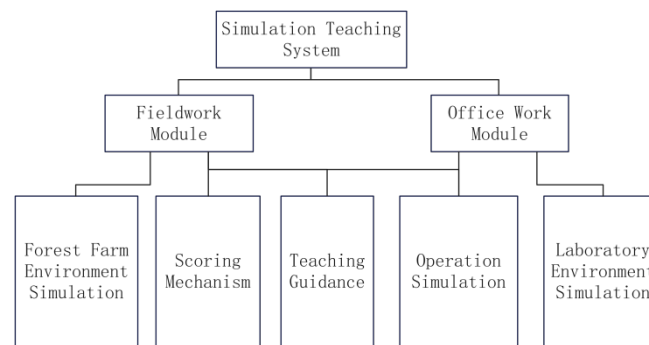 Simulation Teaching
System
Fieldwork
Module
Office Work
Module
Forest Farm
Environment
Simulation
Scoring
Mechanism
Teaching
Guidance
Operation
Simulation
Laboratory
Environment
Simulation